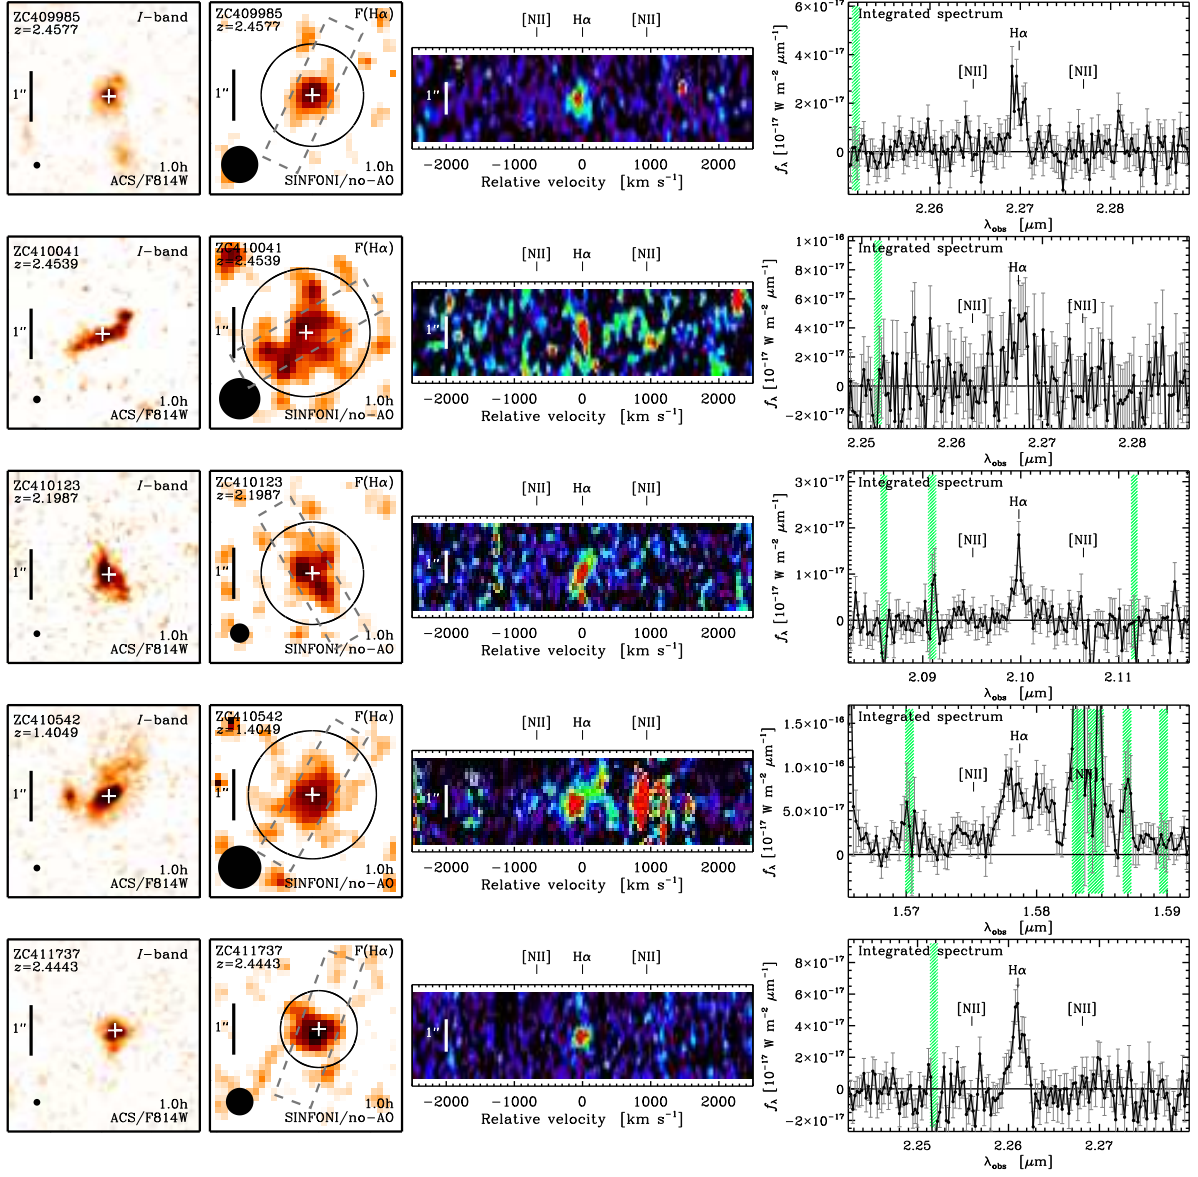 ZC409985
I-band
z=2.4577
1"
1.0h
ACS/F814W
ZC409985
F(Hα)
z=2.4577
1"
1.0h
SINFONI/no-AO
[NII] Hα [NII]
1"
−2000 −1000 0 1000 2000
Relative velocity [km s⁻¹]
fλ [10⁻¹⁷ W m⁻² μm⁻¹]
6×10⁻¹⁷
4×10⁻¹⁷
2×10⁻¹⁷
0
Integrated spectrum
Hα
[NII] [NII]
2.26 2.27 2.28
λobs [μm]
ZC410041
I-band
z=2.4539
1"
1.0h
ACS/F814W
ZC410041
F(Hα)
z=2.4539
1"
1.0h
SINFONI/no-AO
[NII] Hα [NII]
1"
−2000 −1000 0 1000 2000
Relative velocity [km s⁻¹]
fλ [10⁻¹⁷ W m⁻² μm⁻¹]
1×10⁻¹⁶
8×10⁻¹⁷
6×10⁻¹⁷
4×10⁻¹⁷
2×10⁻¹⁷
0
−2×10⁻¹⁷
Integrated spectrum
Hα
[NII] [NII]
2.25 2.26 2.27 2.28
λobs [μm]
ZC410123
I-band
z=2.1987
1"
1.0h
ACS/F814W
ZC410123
F(Hα)
z=2.1987
1"
1.0h
SINFONI/no-AO
[NII] Hα [NII]
1"
−2000 −1000 0 1000 2000
Relative velocity [km s⁻¹]
fλ [10⁻¹⁷ W m⁻² μm⁻¹]
3×10⁻¹⁷
2×10⁻¹⁷
1×10⁻¹⁷
0
Integrated spectrum
Hα
[NII] [NII]
2.09 2.10 2.11
λobs [μm]
ZC410542
I-band
z=1.4049
1"
1.0h
ACS/F814W
ZC410542
F(Hα)
z=1.4049
1"
1.0h
SINFONI/no-AO
[NII] Hα [NII]
1"
−2000 −1000 0 1000 2000
Relative velocity [km s⁻¹]
fλ [10⁻¹⁷ W m⁻² μm⁻¹]
1.5×10⁻¹⁶
1.0×10⁻¹⁶
5.0×10⁻¹⁷
0
Integrated spectrum
Hα
[NII] [NII]
1.57 1.58 1.59
λobs [μm]
ZC411737
I-band
z=2.4443
1"
1.0h
ACS/F814W
ZC411737
F(Hα)
z=2.4443
1"
1.0h
SINFONI/no-AO
[NII] Hα [NII]
1"
−2000 −1000 0 1000 2000
Relative velocity [km s⁻¹]
fλ [10⁻¹⁷ W m⁻² μm⁻¹]
8×10⁻¹⁷
6×10⁻¹⁷
4×10⁻¹⁷
2×10⁻¹⁷
0
−2×10⁻¹⁷
Integrated spectrum
Hα
[NII] [NII]
2.25 2.26 2.27
λobs [μm]